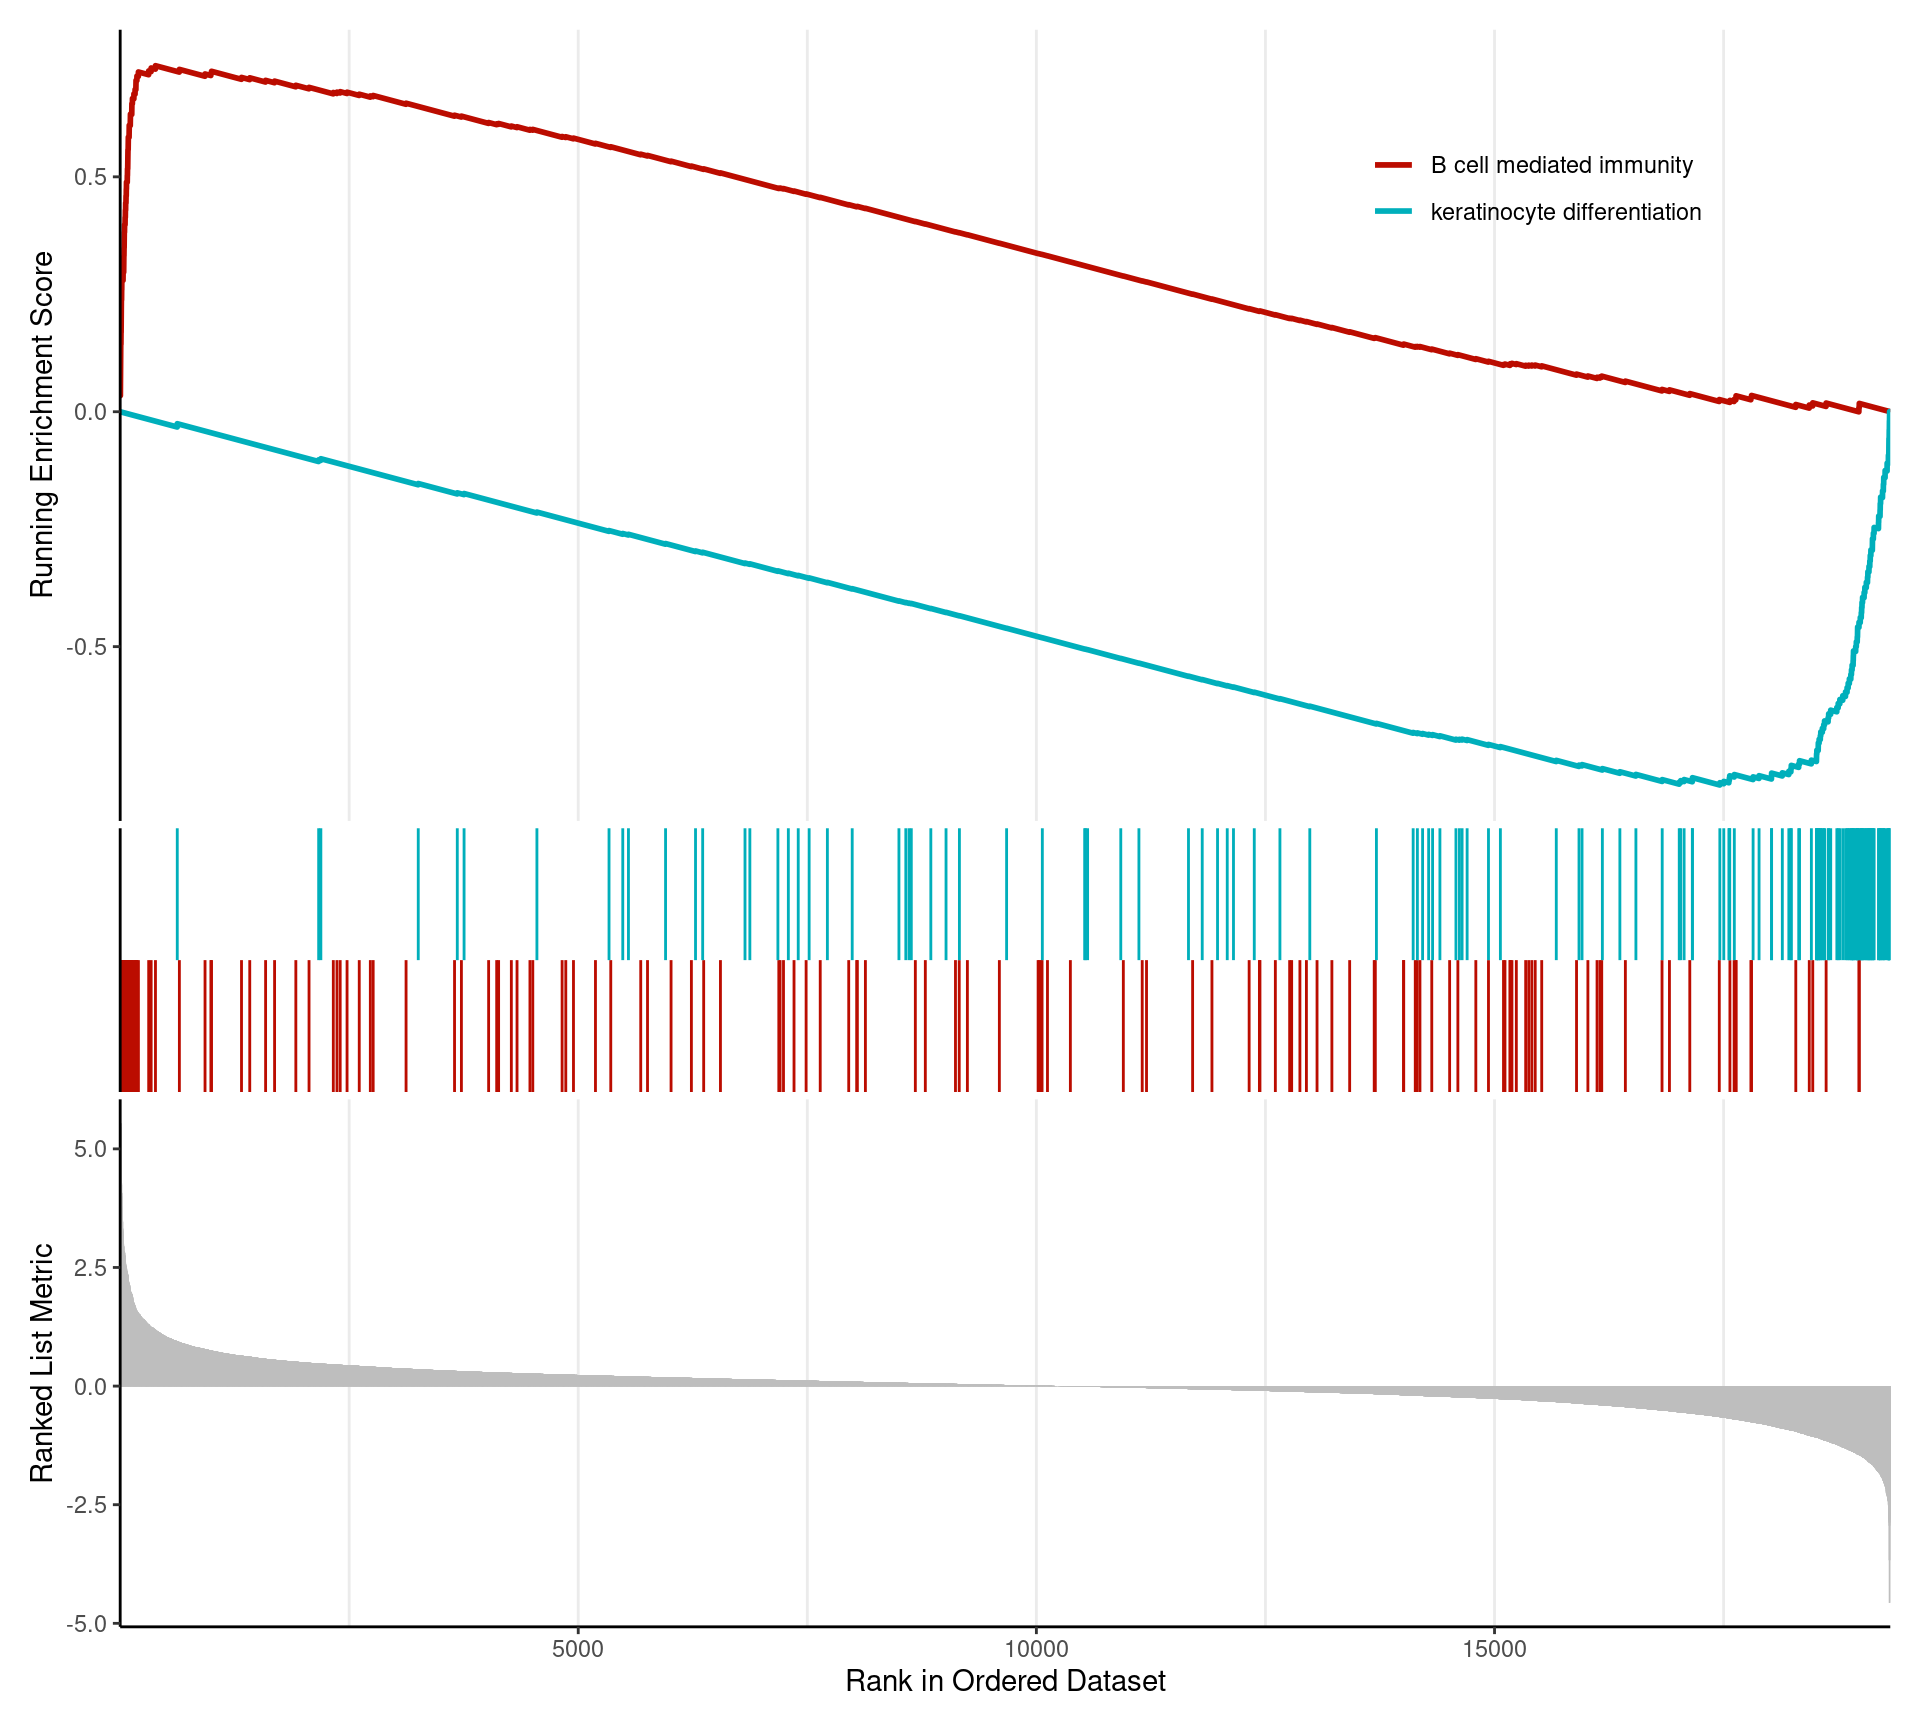 Running Enrichment Score
0.5
0.0
-0.5
B cell mediated immunity
keratinocyte differentiation
Ranked List Metric
5.0
2.5
0.0
-2.5
-5.0
5000
10000
15000
Rank in Ordered Dataset